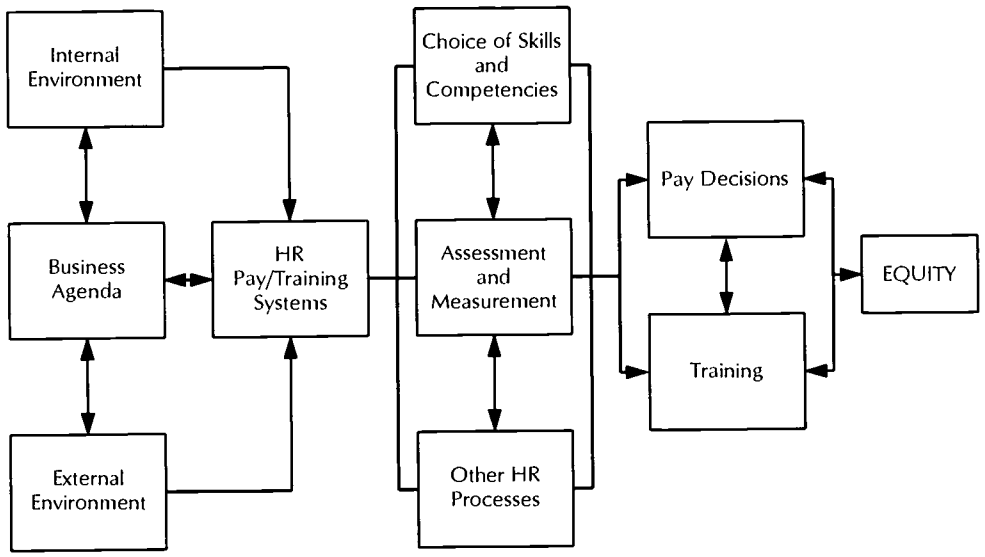 Internal
Environment
Business
Agenda
External
Environment
HR
Pay/Training
Systems
Choice of Skills
and
Competencies
Assessment
and
Measurement
Other HR
Processes
Pay Decisions
Training
EQUITY